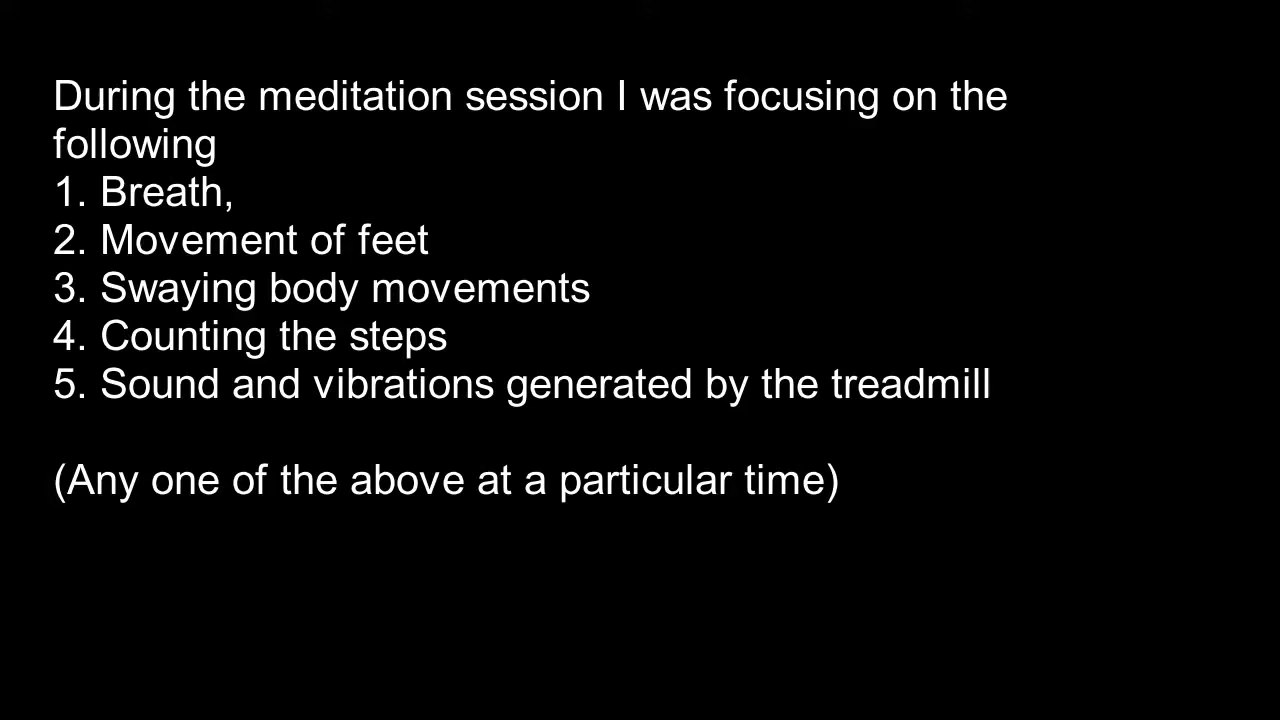 During the meditation session I was focusing on the
following
1. Breath,
2. Movement of feet
3. Swaying body movements
4. Counting the steps
5. Sound and vibrations generated by the treadmill
(Any one of the above at a particular time)